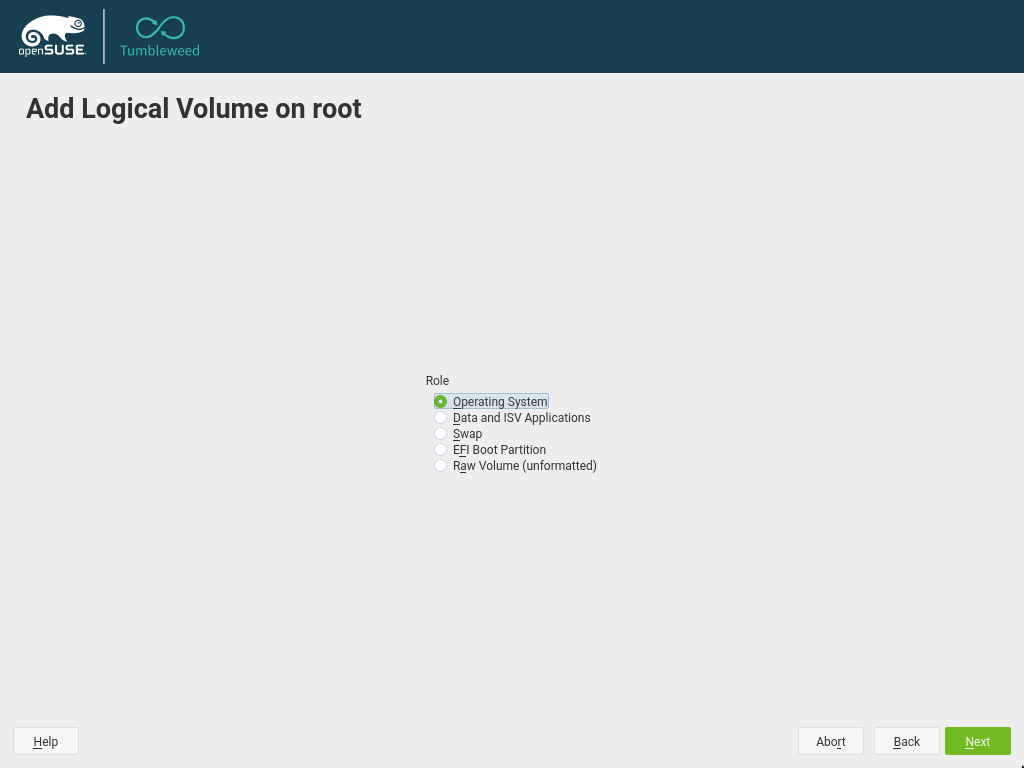 openSUSE
Tumbleweed
Add Logical Volume on root
Role
Operating System
Data and ISV Applications
Swap
EFI Boot Partition
Raw Volume (unformatted)
Help
Abort
Back
Next